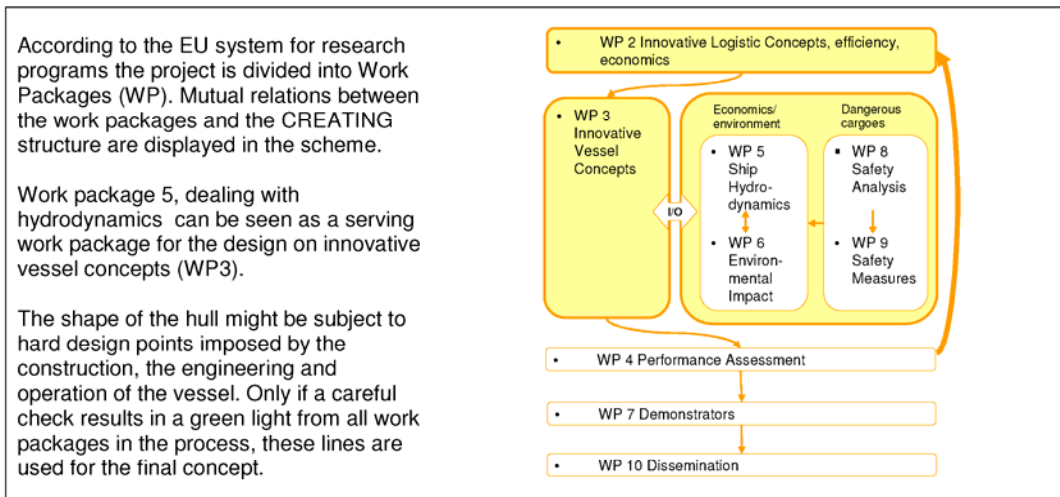 According to the EU system for research
programs the project is divided into Work
Packages (WP). Mutual relations between
the work packages and the CREATING
structure are displayed in the scheme.
Work package 5, dealing with
hydrodynamics can be seen as a serving
work package for the design on innovative
vessel concepts (WP3).
The shape of the hull might be subject to
hard design points imposed by the
construction, the engineering and
operation of the vessel. Only if a careful
check results in a green light from all work
packages in the process, these lines are
used for the final concept.
• WP 2 Innovative Logistic Concepts, efficiency,
economics
• WP 3
Innovative
Vessel
Concepts
I/O
Economics/
environment
• WP 5
Ship
Hydro-
dynamics
• WP 6
Environ-
mental
Impact
Dangerous
cargoes
▪ WP 8
Safety
Analysis
• WP 9
Safety
Measures
• WP 4 Performance Assessment
• WP 7 Demonstrators
• WP 10 Dissemination